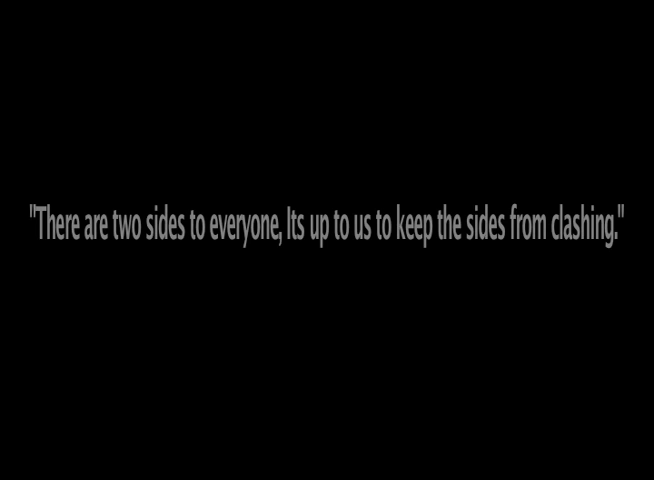 "There are two sides to everyone, Its up to us to keep the sides from clashing."